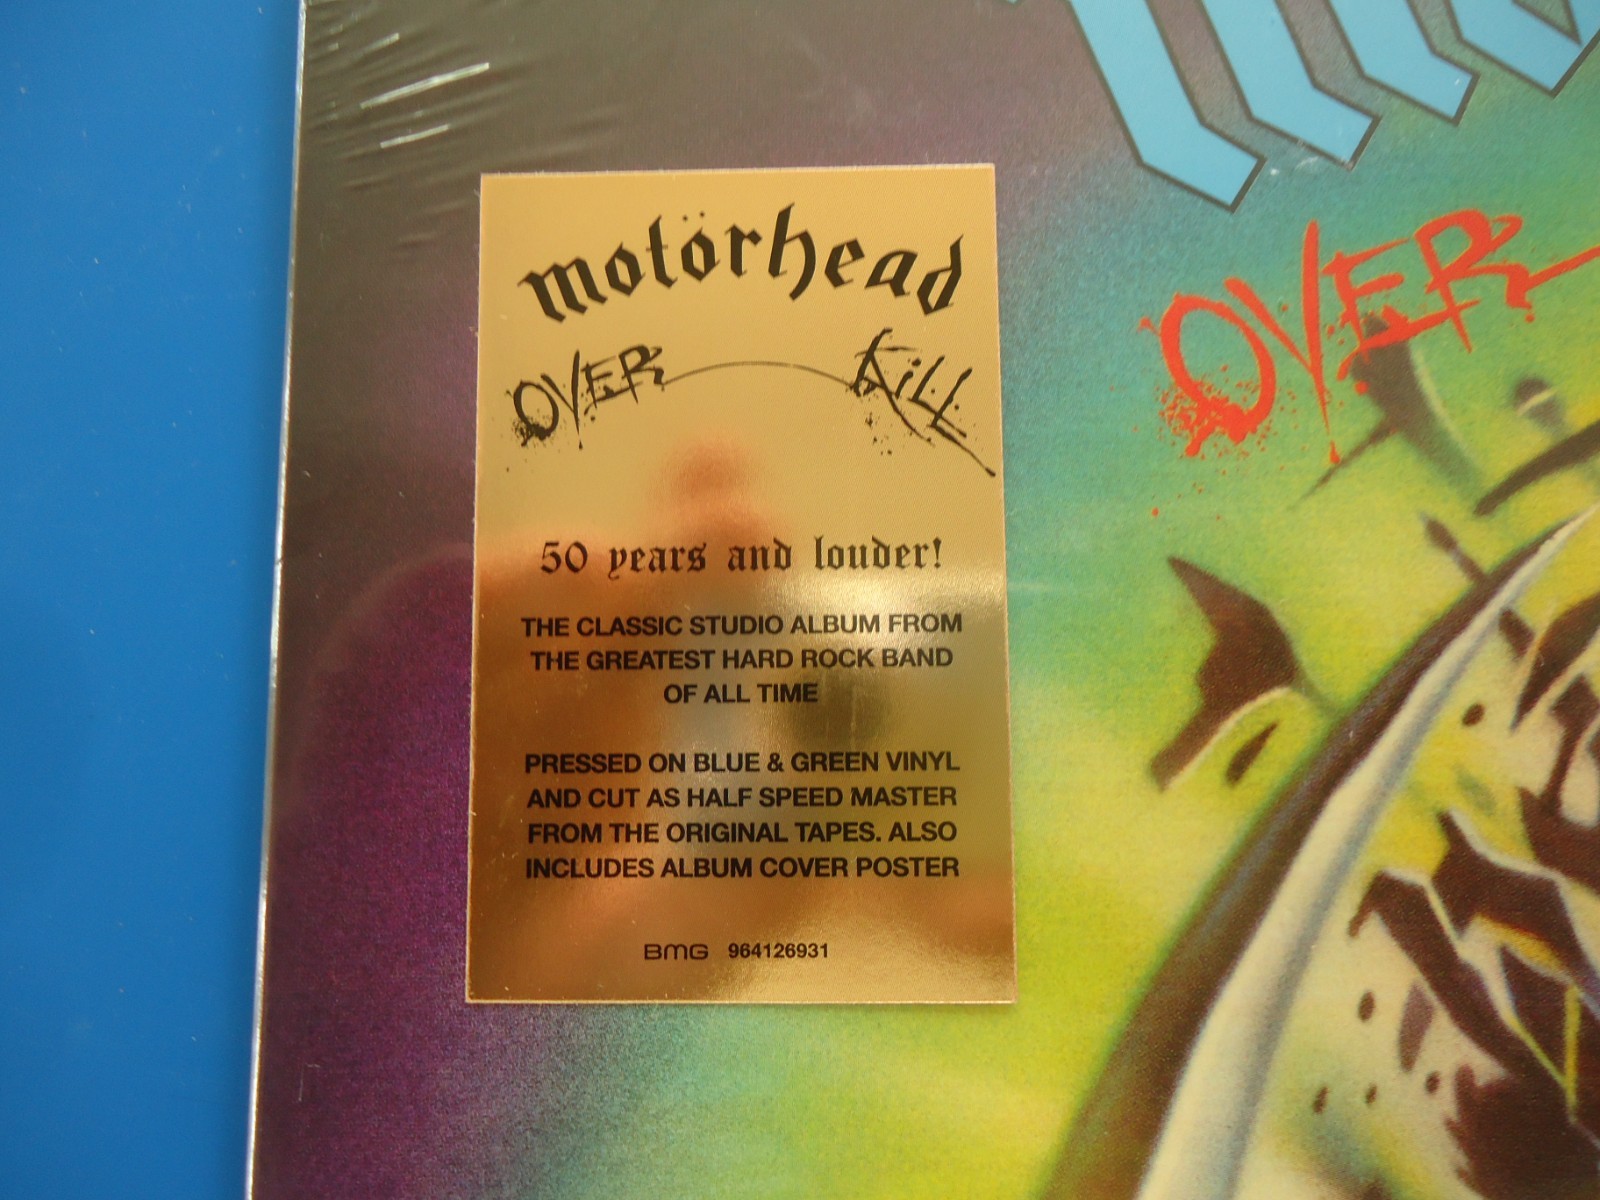 motörhead
OVER KiLL
50 years and louder!
THE CLASSIC STUDIO ALBUM FROM
THE GREATEST HARD ROCK BAND
OF ALL TIME
PRESSED ON BLUE & GREEN VINYL
AND CUT AS HALF SPEED MASTER
FROM THE ORIGINAL TAPES. ALSO
INCLUDES ALBUM COVER POSTER
BMG 964126931
OVER